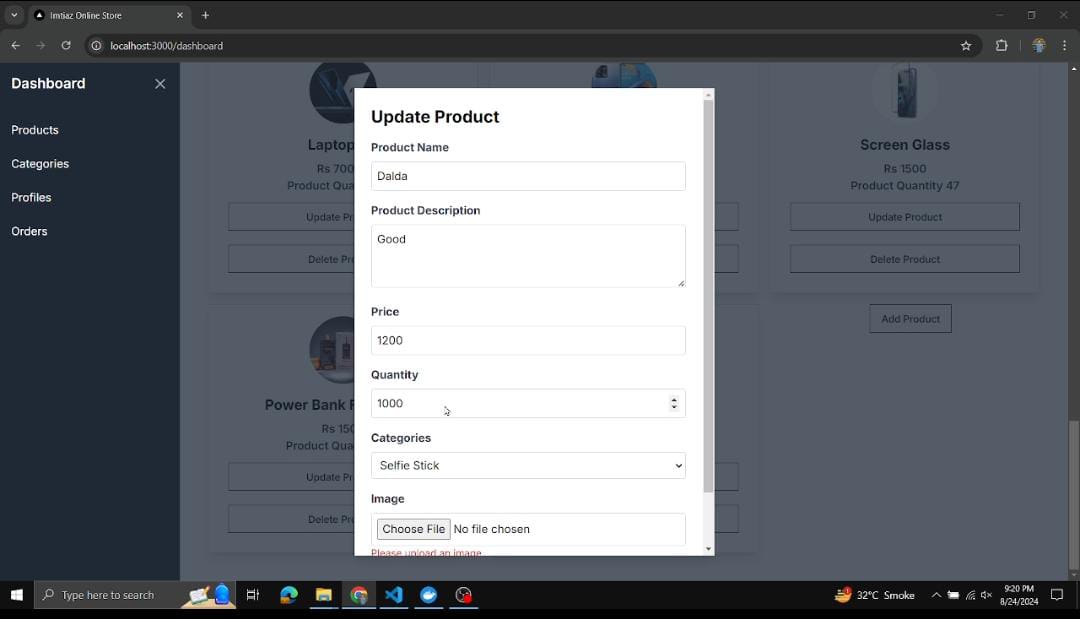 Imtiaz Online Store
localhost:3000/dashboard
Dashboard
Products
Categories
Profiles
Orders
Laptop
Rs 700
Product Qua
Update Pr
Delete Pr
Screen Glass
Rs 1500
Product Quantity 47
Update Product
Delete Product
Add Product
Power Bank
Rs 150
Product Qua
Update Pr
Delete Pr
Update Product
Product Name
Dalda
Product Description
Good
Price
1200
Quantity
1000
Categories
Selfie Stick
Image
Choose File No file chosen
Please upload an image
Type here to search
32°C Smoke
9:20 PM
8/24/2024